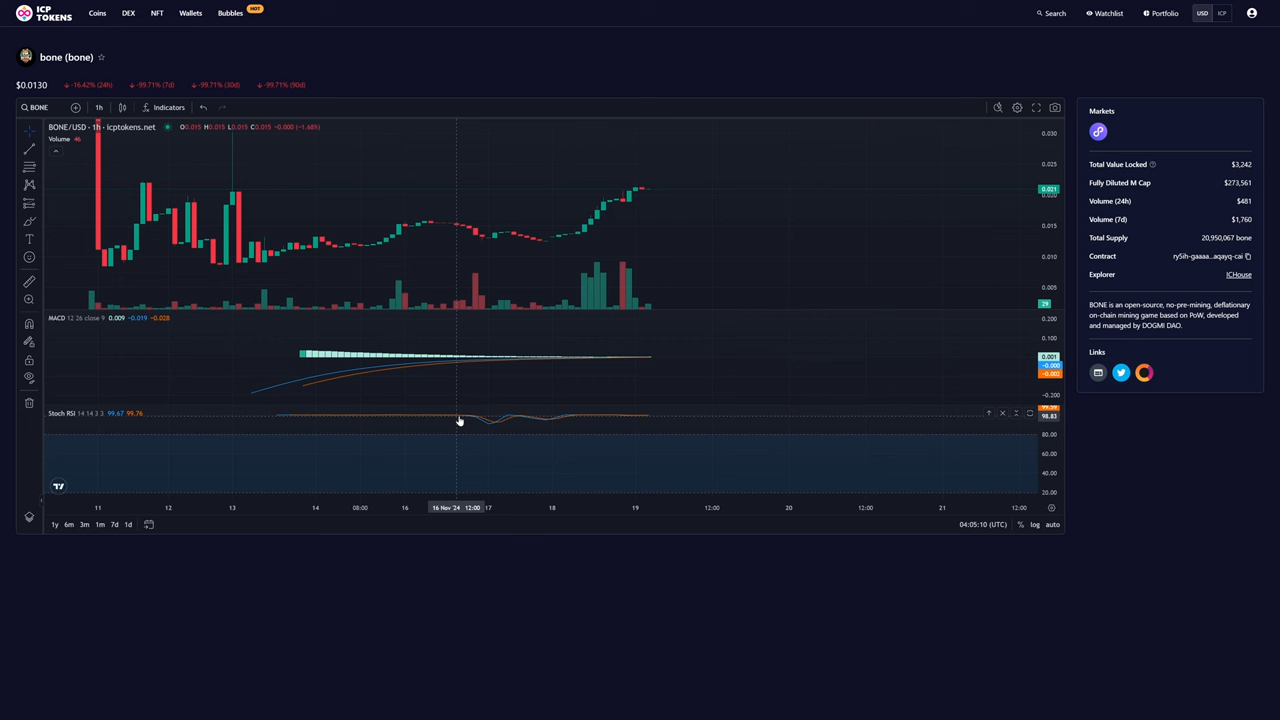 ICP TOKENS
Coins DEX NFT Wallets Bubbles HOT
Search Watchlist Portfolio USD ICP
bone (bone)
$0.0130 -16.42% (24h) -99.71% (7d) -99.71% (30d) -99.71% (90d)
BONE 1h Indicators
BONE/USD · 1h · icptokens.net O0.015 H0.015 L0.015 C0.015 -0.000 (-1.68%)
Volume 46
0.030
0.025
0.021
0.020
0.015
0.010
0.005
29
MACD 12 26 close 9 0.009 -0.019 -0.028
0.200
0.100
0.001
-0.000
-0.002
-0.200
Stoch RSI 14 14 3 3 99.67 99.76
99.59
98.83
80.00
60.00
40.00
20.00
11 12 13 14 08:00 16 16 Nov '24 12:00 17 18 19 12:00 20 12:00 21 12:00
1y 6m 3m 1m 7d 1d 04:05:10 (UTC) % log auto
Markets
Total Value Locked $3,242
Fully Diluted M Cap $273,561
Volume (24h) $481
Volume (7d) $1,760
Total Supply 20,950,067 bone
Contract ry5ih-gaaaa...aqayq-cai
Explorer ICHouse
BONE is an open-source, no-pre-mining, deflationary
on-chain mining game based on PoW, developed
and managed by DOGMI DAO.
Links